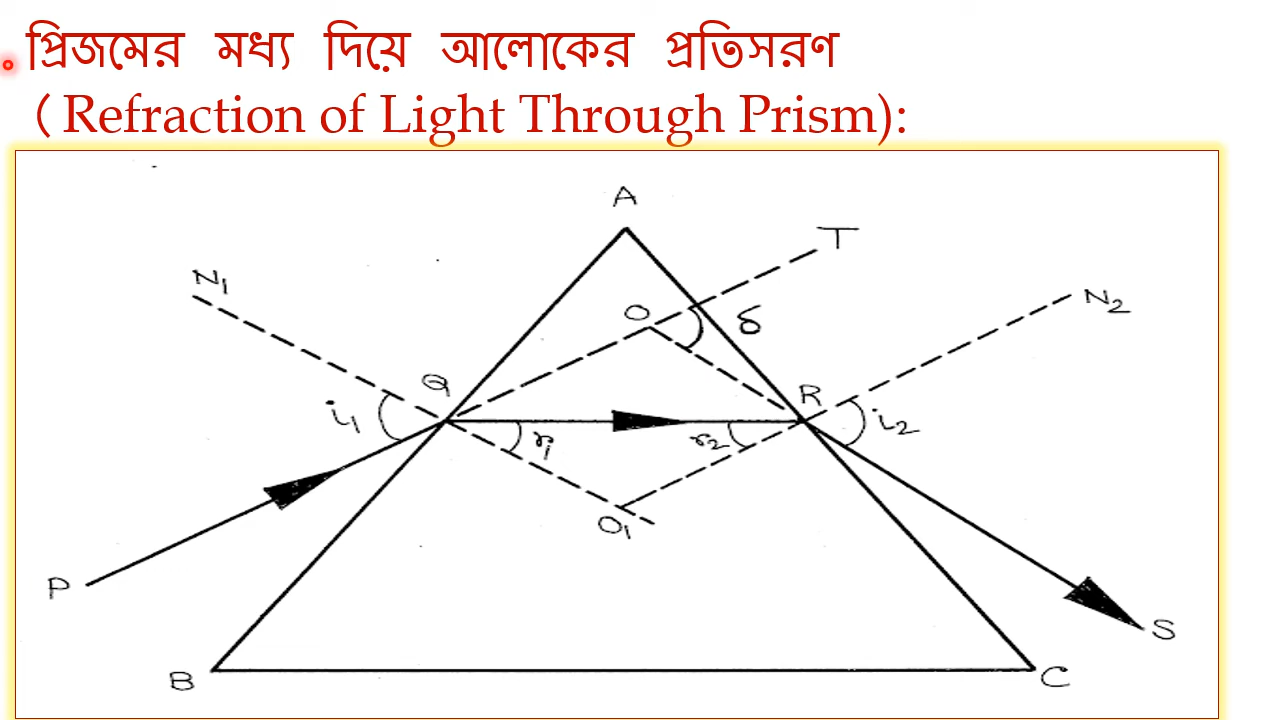 প্রিজমের মধ্য দিয়ে আলোকের প্রতিসরণ
( Refraction of Light Through Prism):
A
T
N1
N2
O
δ
Q
R
i1
i2
r1
r2
O1
P
S
B
C